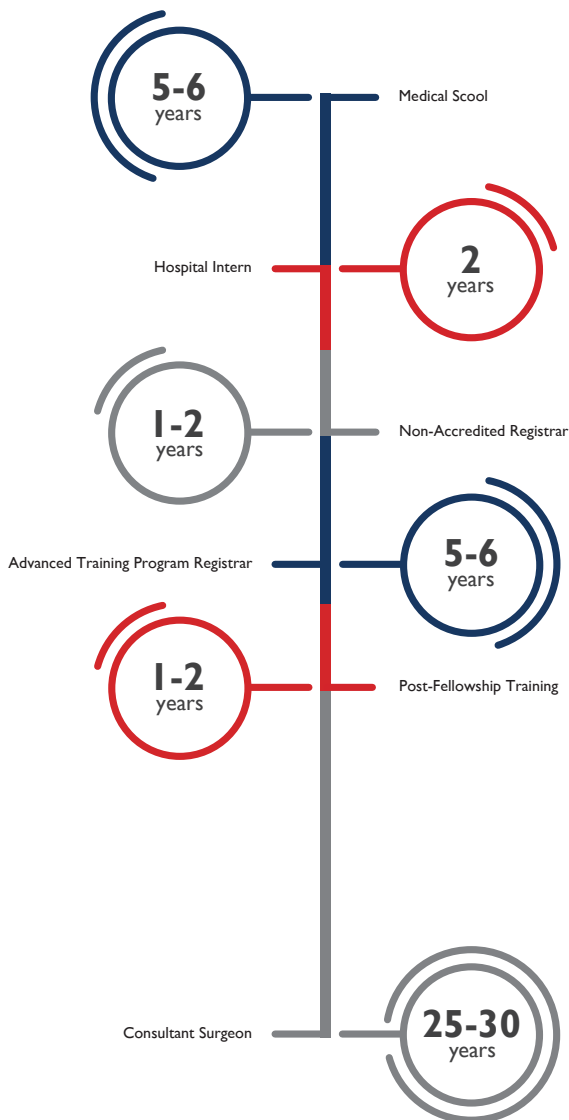 5-6
years
Medical Scool
Hospital Intern
2
years
1-2
years
Non-Accredited Registrar
Advanced Training Program Registrar
5-6
years
1-2
years
Post-Fellowship Training
Consultant Surgeon
25-30
years